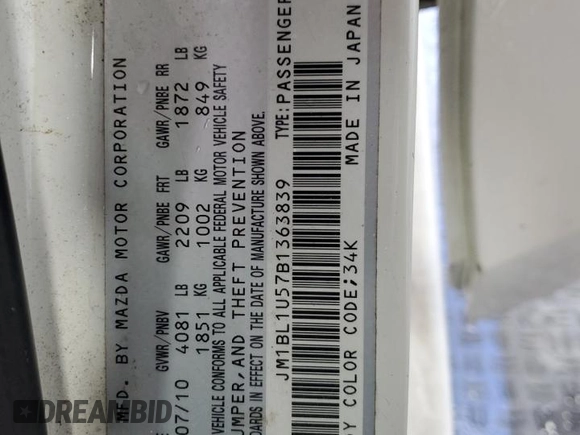 MFD. BY MAZDA MOTOR CORPORATION
GVWR/PNBV GAWR/PNBE FRT GAWR/PNBE RR
07/10 4081 LB 2209 LB 1872 LB
1851 KG 1002 KG 849 KG
VEHICLE CONFORMS TO ALL APPLICABLE FEDERAL MOTOR VEHICLE SAFETY
UMPER, AND THEFT PREVENTION
DARDS IN EFFECT ON THE DATE OF MANUFACTURE SHOWN ABOVE.
JM1BL1U57B1363839 TYPE:PASSENGER
DY COLOR CODE;34K MADE IN JAPAN
DREAMBID